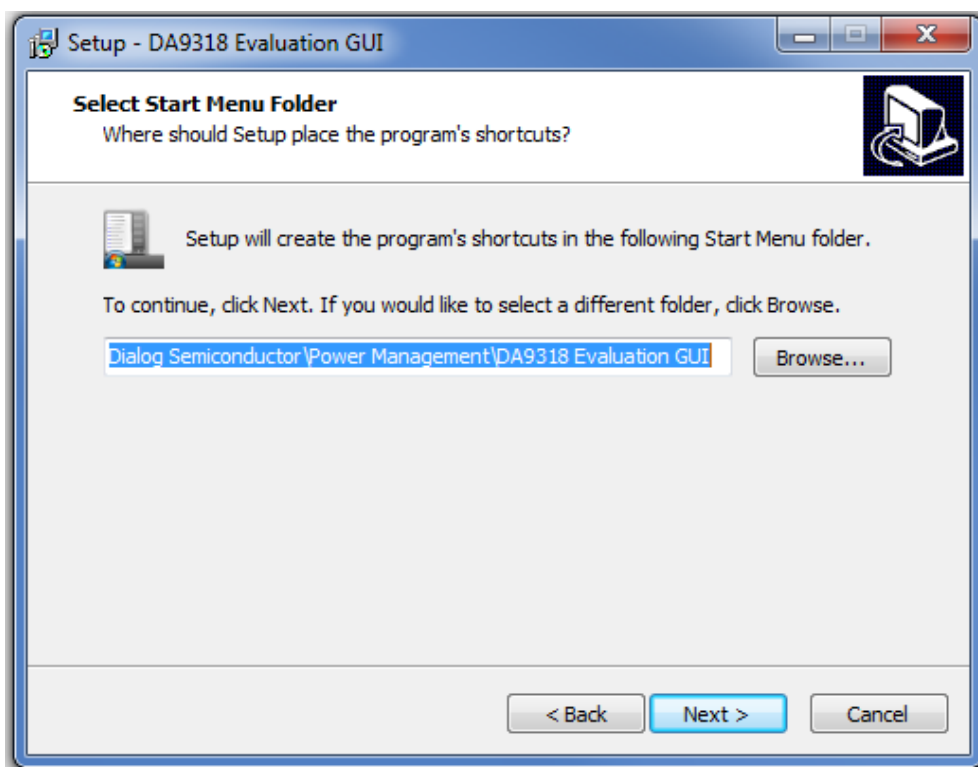 Setup - DA9318 Evaluation GUI
Select Start Menu Folder
Where should Setup place the program's shortcuts?
Setup will create the program's shortcuts in the following Start Menu folder.
To continue, click Next. If you would like to select a different folder, click Browse.
Dialog Semiconductor\Power Management\DA9318 Evaluation GUI
Browse...
< Back
Next >
Cancel